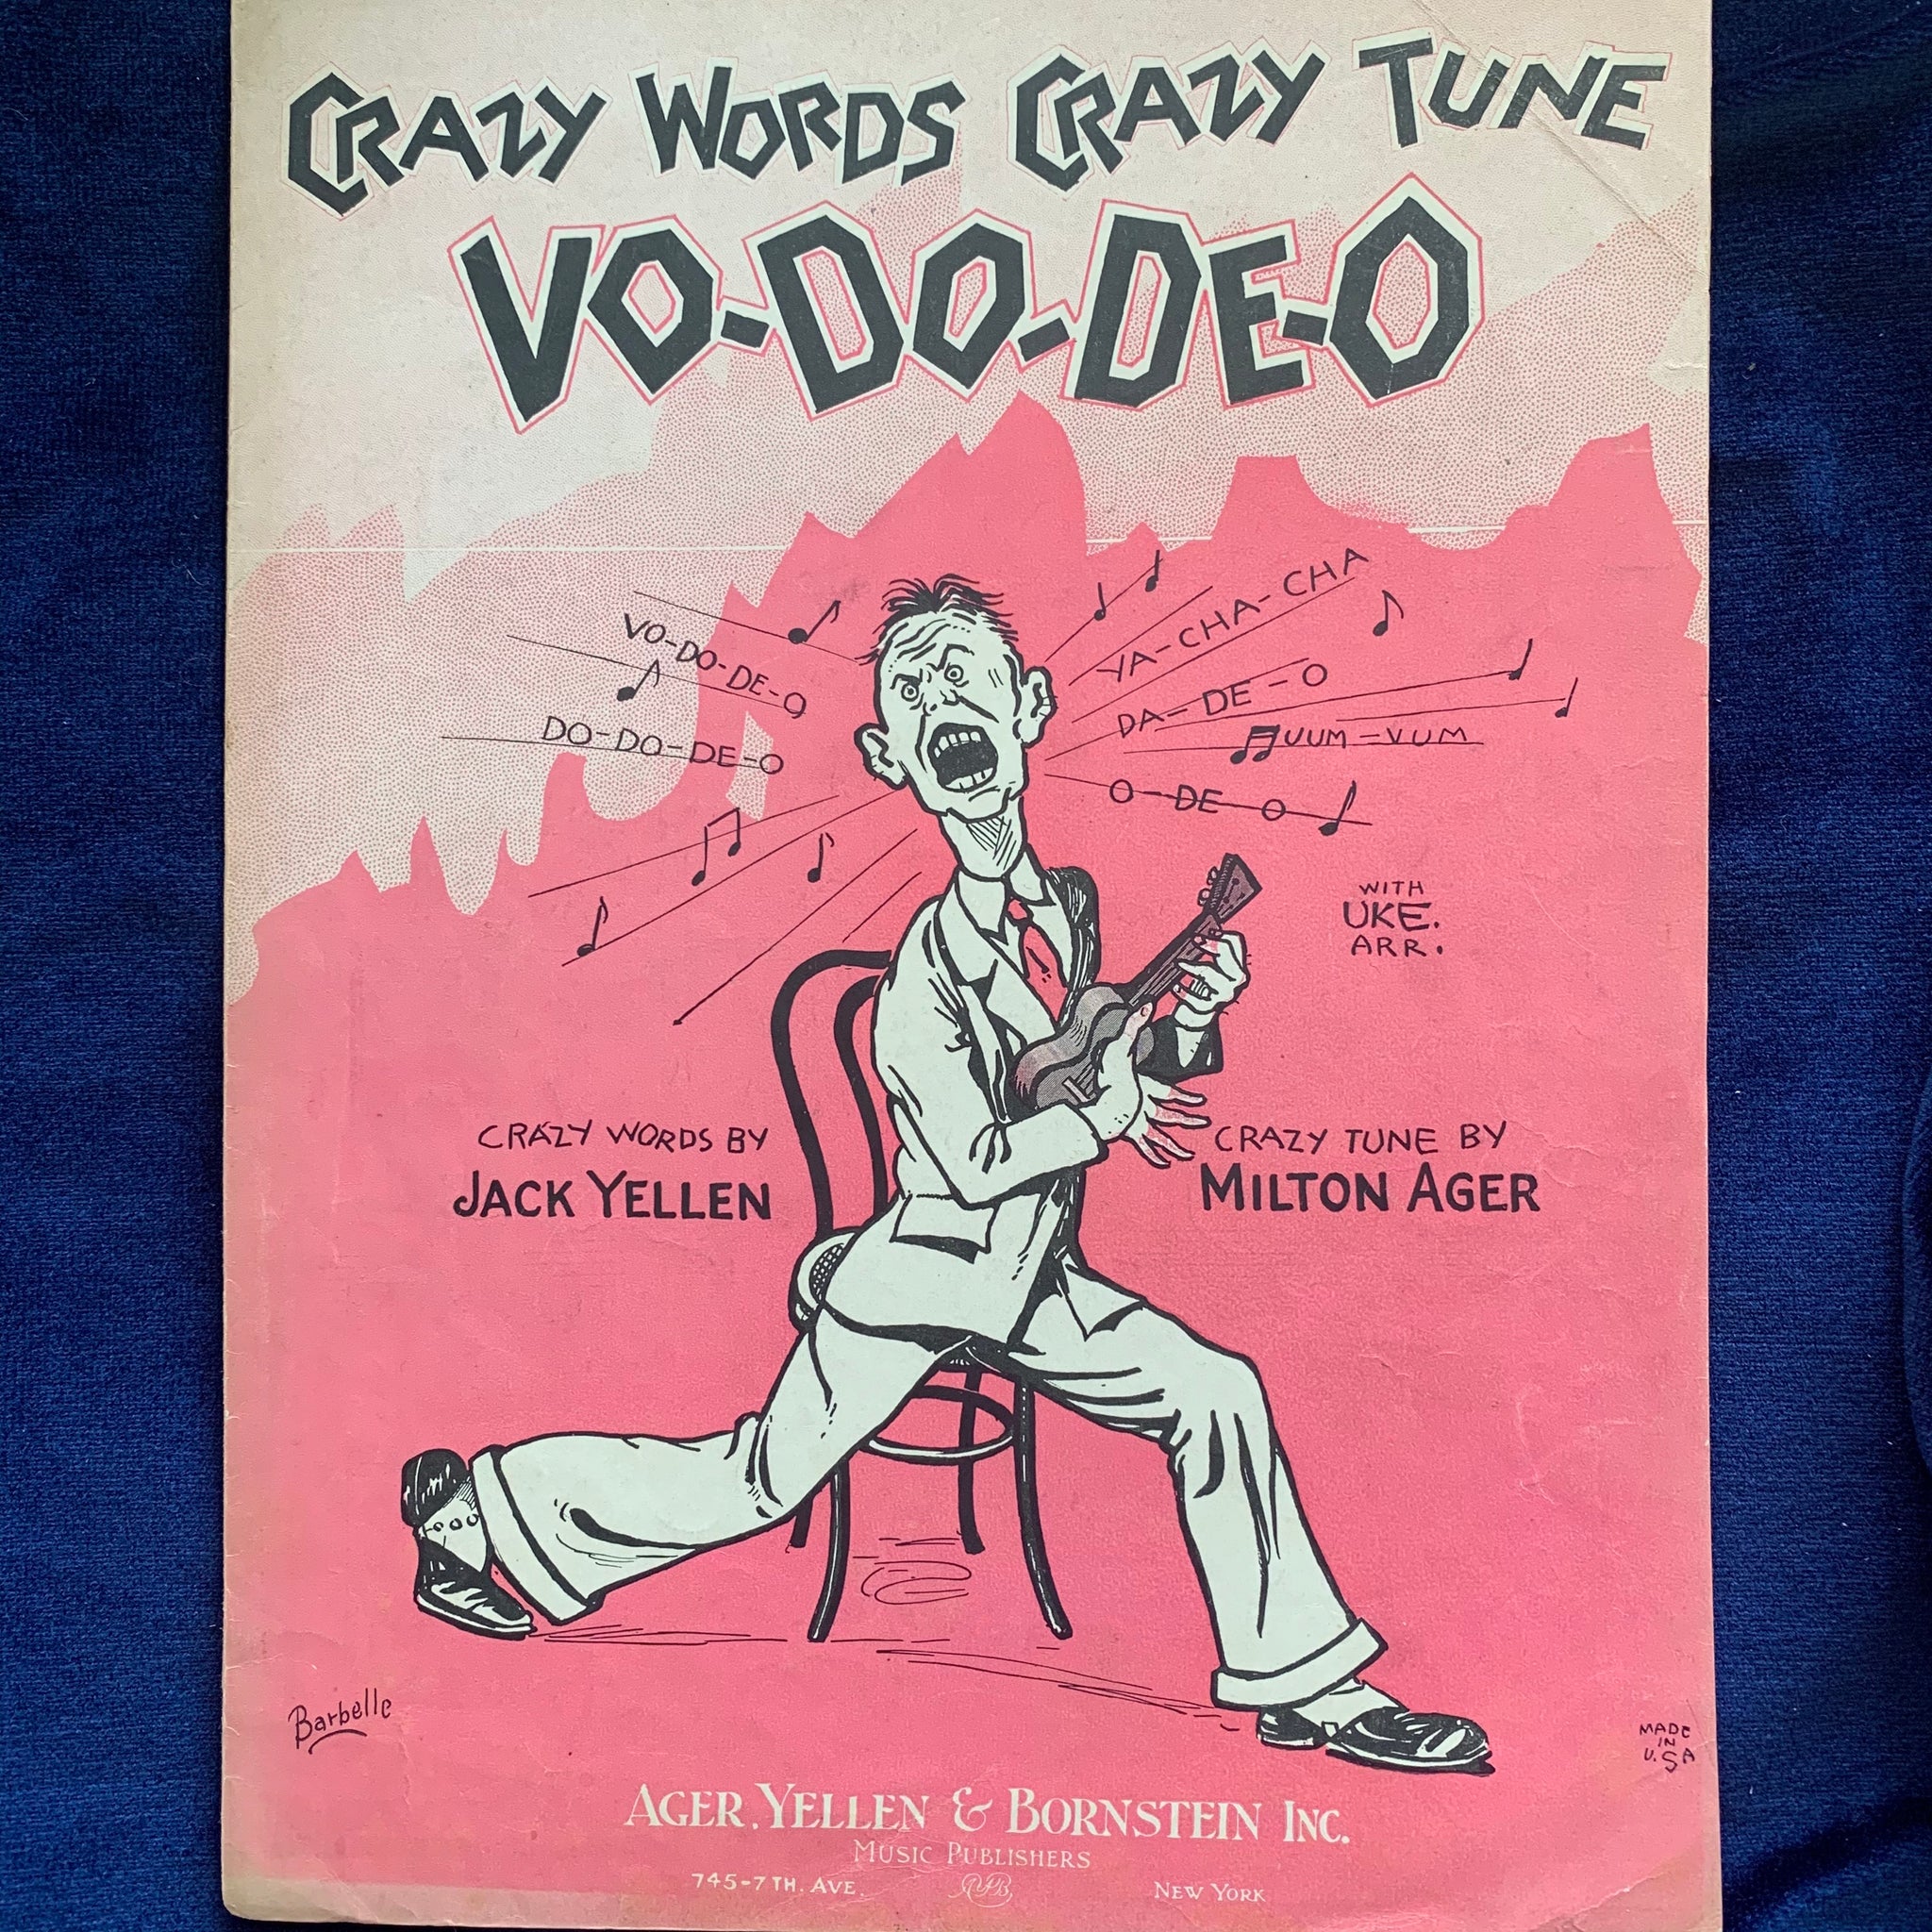 CRAZY WORDS CRAZY TUNE
VO-DO-DE-O
VO-DO-DE-O
DO-DO-DE-O
YA-CHA-CHA
DA-DE-O
VUM-VUM
O-DE-O
WITH
UKE.
ARR.
CRAZY WORDS BY
JACK YELLEN
CRAZY TUNE BY
MILTON AGER
Barbelle
MADE
IN
U.SA
AGER, YELLEN & BORNSTEIN INC.
MUSIC PUBLISHERS
745-7TH. AVE. NEW YORK